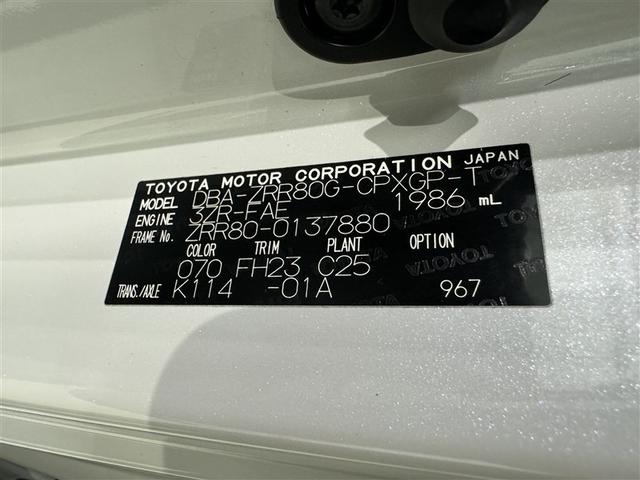 TOYOTA MOTOR CORPORATION JAPAN
MODEL DBA-ZRR80G-CPXGP-T
ENGINE 3ZR-FAE 1986 mL
FRAME No. ZRR80-0137880
COLOR TRIM PLANT OPTION
070 FH23 C25
TRANS./AXLE K114 -01A 967